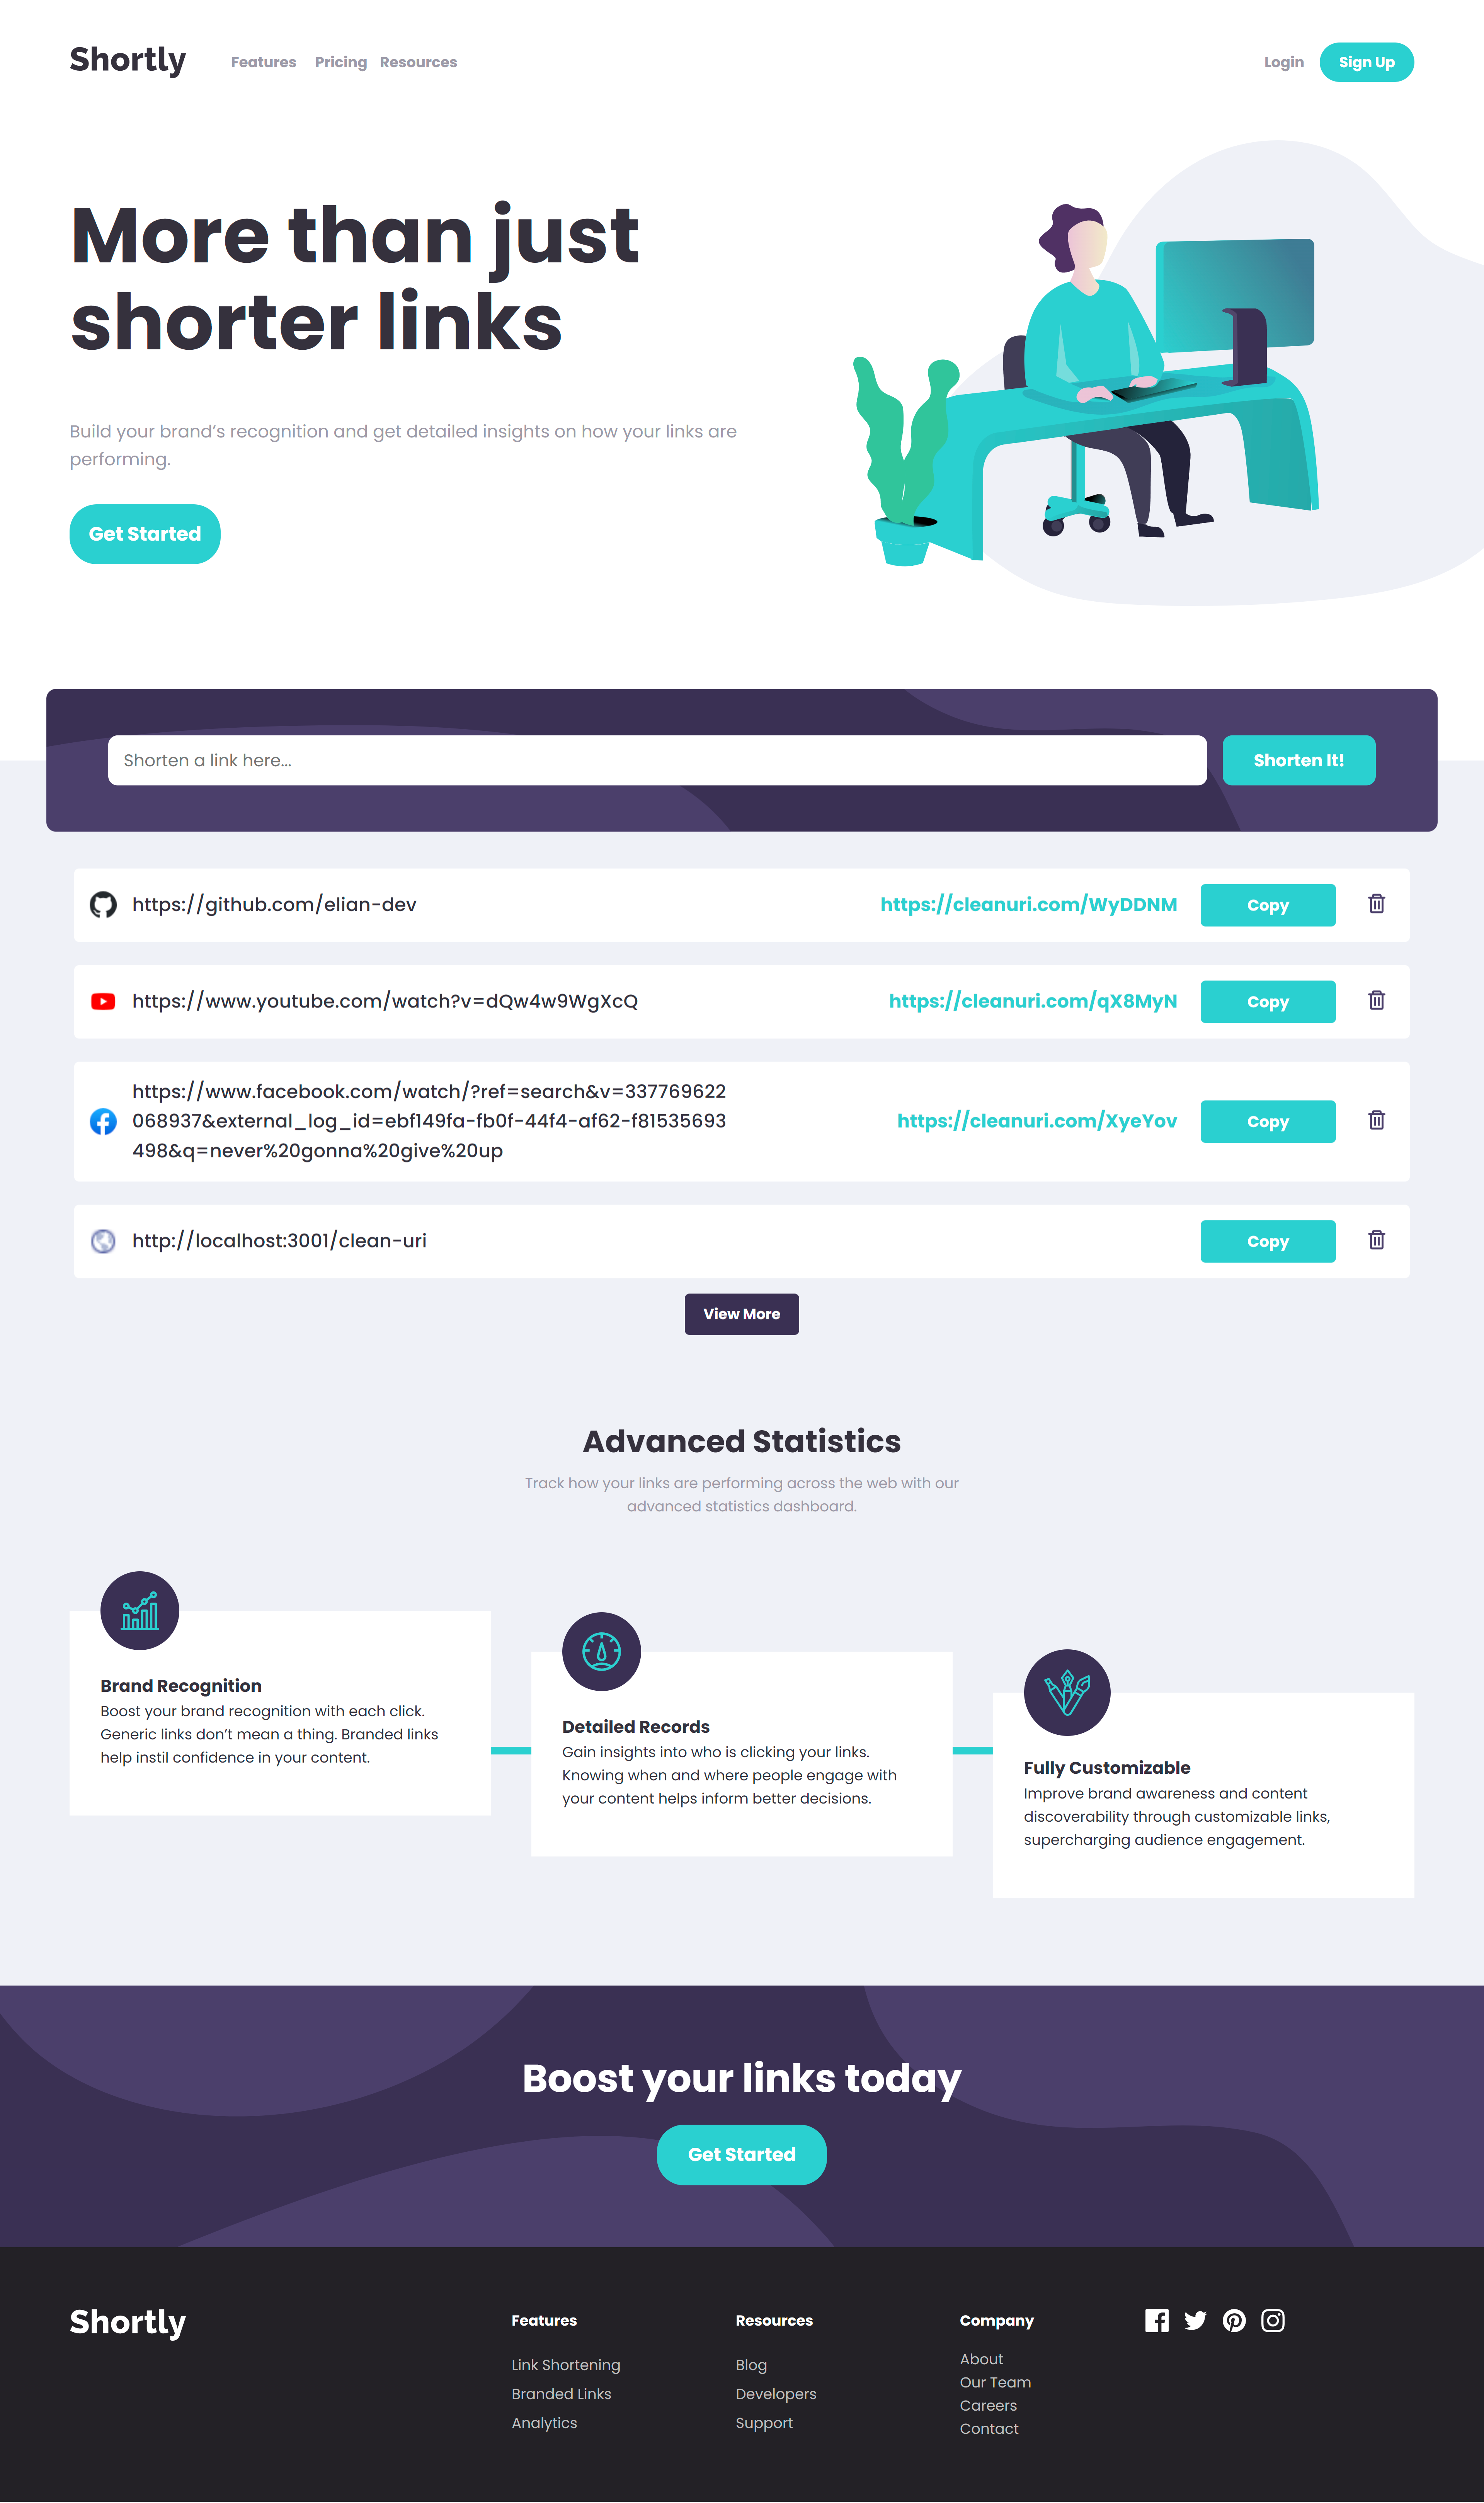 Shortly
Features Pricing Resources
Login
Sign Up
More than just
shorter links
Build your brand’s recognition and get detailed insights on how your links are
performing.
Get Started
Shorten a link here...
Shorten It!
https://github.com/elian-dev
https://cleanuri.com/WyDDNM
Copy
https://www.youtube.com/watch?v=dQw4w9WgXcQ
https://cleanuri.com/qX8MyN
Copy
https://www.facebook.com/watch/?ref=search&v=337769622
068937&external_log_id=ebf149fa-fb0f-44f4-af62-f81535693
498&q=never%20gonna%20give%20up
https://cleanuri.com/XyeYov
Copy
http://localhost:3001/clean-uri
Copy
View More
Advanced Statistics
Track how your links are performing across the web with our
advanced statistics dashboard.
Brand Recognition
Boost your brand recognition with each click.
Generic links don’t mean a thing. Branded links
help instil confidence in your content.
Detailed Records
Gain insights into who is clicking your links.
Knowing when and where people engage with
your content helps inform better decisions.
Fully Customizable
Improve brand awareness and content
discoverability through customizable links,
supercharging audience engagement.
Boost your links today
Get Started
Shortly
Features
Link Shortening
Branded Links
Analytics
Resources
Blog
Developers
Support
Company
About
Our Team
Careers
Contact